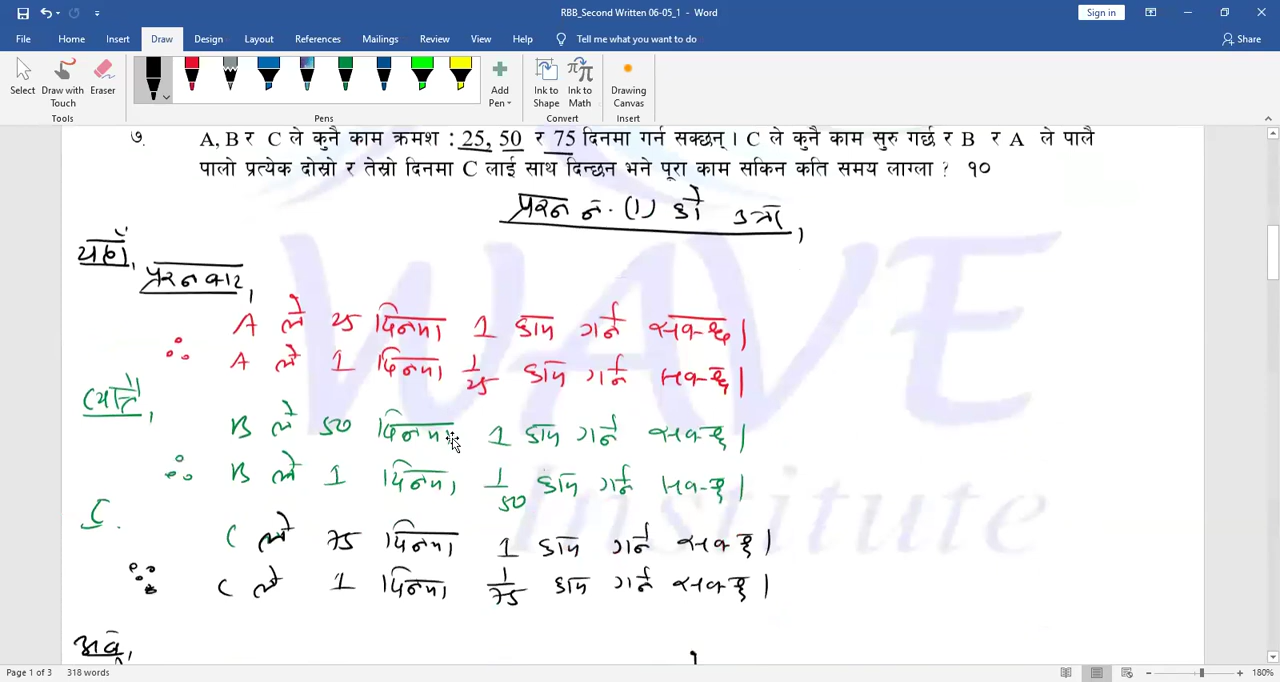 RBB_Second Written 06-05_1 - Word
Sign in
File Home Insert Draw Design Layout References Mailings Review View Help Tell me what you want to do Share
Select Draw with Touch Eraser Add Pen Ink to Shape Ink to Math Drawing Canvas
Tools Pens Convert Insert
७. A, B र C ले कुनै काम क्रमश : 25, 50 र 75 दिनमा गर्न सक्छन् । C ले कुनै काम सुरु गर्छ र B र A ले पालै
पालो प्रत्येक दोस्रो र तेस्रो दिनमा C लाई साथ दिन्छन भने पूरा काम सकिन कति समय लाग्ला ? १०
प्रश्न नं. (1) को उत्तर,
यहाँ,
प्रश्न बाट,
A ले 25 दिनमा 1 काम गर्न सक्छ।
∴ A ले 1 दिनमा 1/25 काम गर्न सक्छ।
त्यस्तै,
B ले 50 दिनमा 1 काम गर्न सक्छ।
∴ B ले 1 दिनमा 1/50 काम गर्न सक्छ।
C ले 75 दिनमा 1 काम गर्न सक्छ।
∴ C ले 1 दिनमा 1/75 काम गर्न सक्छ।
अब,
WAVE
institute
Page 1 of 3 318 words 180%